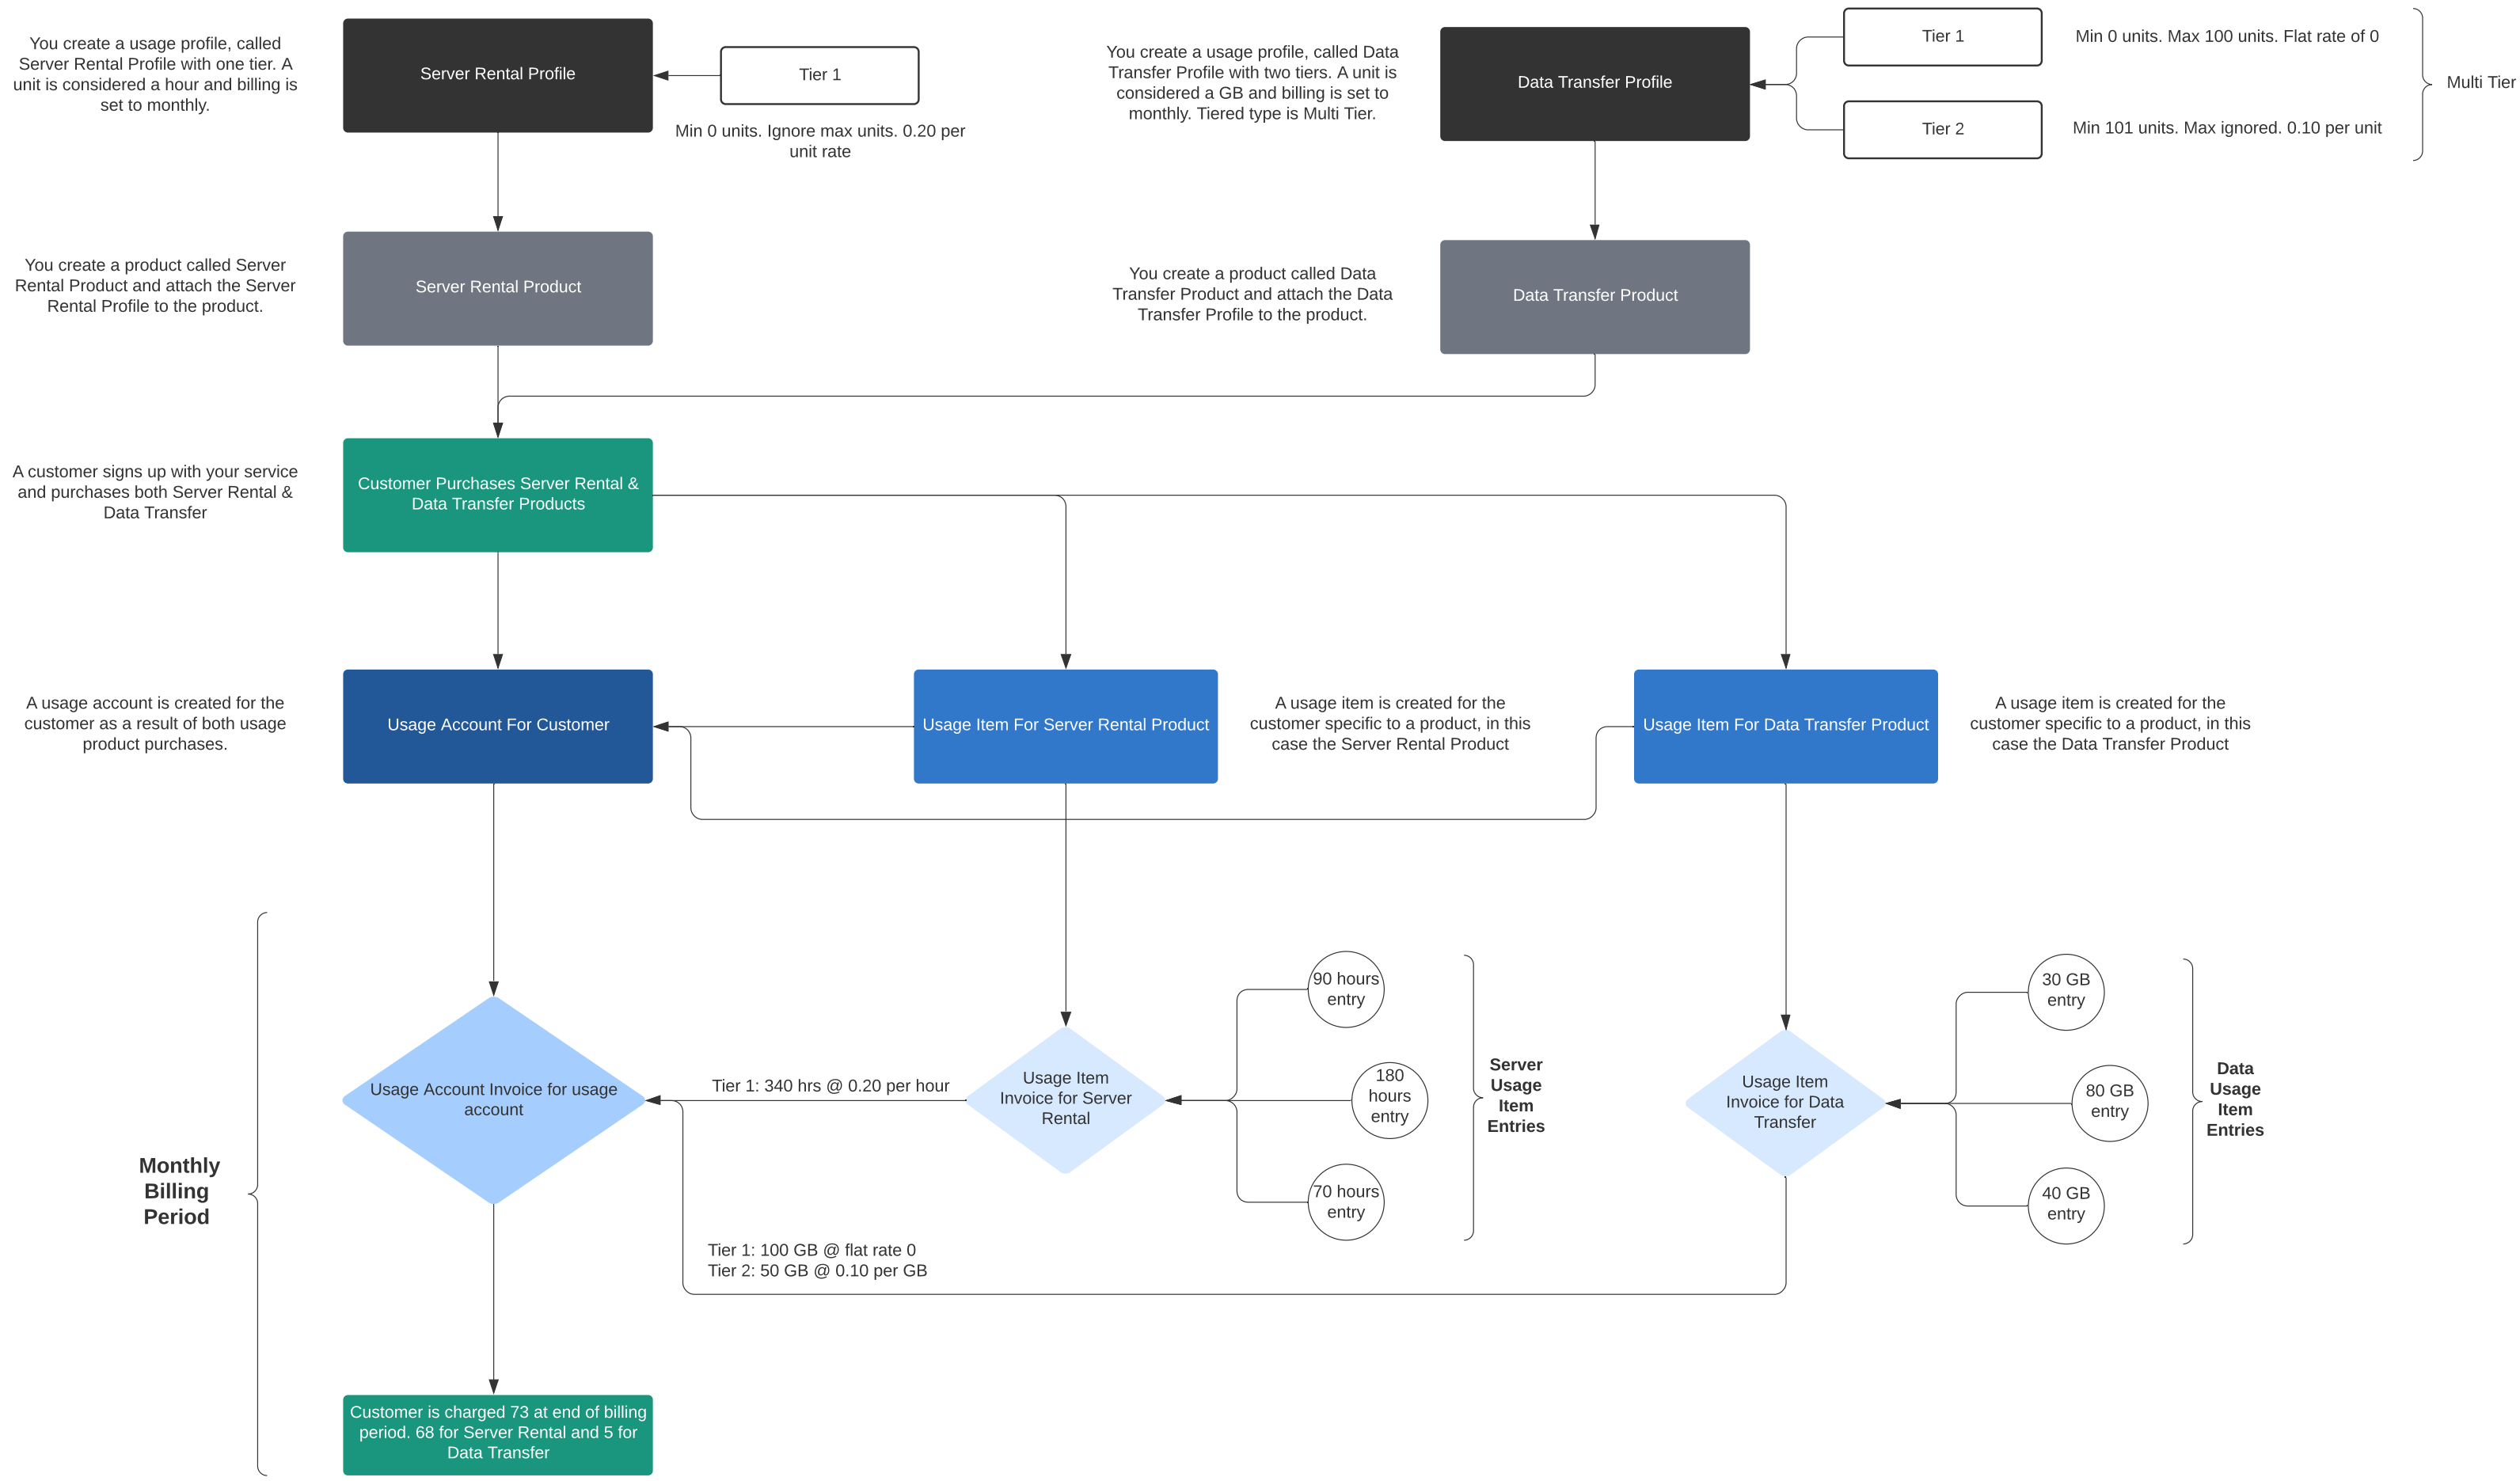 You create a usage profile, called
Server Rental Profile with one tier. A
unit is considered a hour and billing is
set to monthly.
Server Rental Profile
Tier 1
Min 0 units. Ignore max units. 0.20 per
unit rate
You create a usage profile, called Data
Transfer Profile with two tiers. A unit is
considered a GB and billing is set to
monthly. Tiered type is Multi Tier.
Data Transfer Profile
Tier 1
Min 0 units. Max 100 units. Flat rate of 0
Tier 2
Min 101 units. Max ignored. 0.10 per unit
Multi Tier
You create a product called Server
Rental Product and attach the Server
Rental Profile to the product.
Server Rental Product
You create a product called Data
Transfer Product and attach the Data
Transfer Profile to the product.
Data Transfer Product
A customer signs up with your service
and purchases both Server Rental &
Data Transfer
Customer Purchases Server Rental &
Data Transfer Products
A usage account is created for the
customer as a result of both usage
product purchases.
Usage Account For Customer
Usage Item For Server Rental Product
A usage item is created for the
customer specific to a product, in this
case the Server Rental Product
Usage Item For Data Transfer Product
A usage item is created for the
customer specific to a product, in this
case the Data Transfer Product
Monthly
Billing
Period
Usage Account Invoice for usage
account
Tier 1: 340 hrs @ 0.20 per hour
Usage Item
Invoice for Server
Rental
90 hours
entry
180
hours
entry
70 hours
entry
Server
Usage
Item
Entries
Usage Item
Invoice for Data
Transfer
30 GB
entry
80 GB
entry
40 GB
entry
Data
Usage
Item
Entries
Tier 1: 100 GB @ flat rate 0
Tier 2: 50 GB @ 0.10 per GB
Customer is charged 73 at end of billing
period. 68 for Server Rental and 5 for
Data Transfer